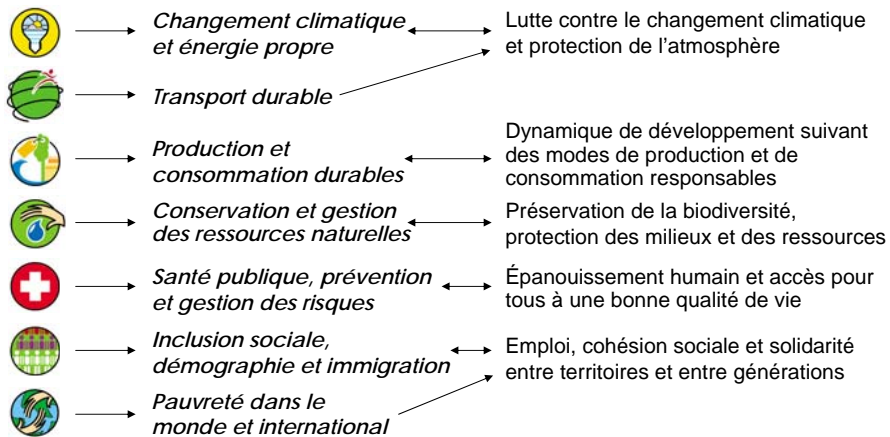 Changement climatique
et énergie propre
Lutte contre le changement climatique
et protection de l'atmosphère
Transport durable
Production et
consommation durables
Dynamique de développement suivant
des modes de production et de
consommation responsables
Conservation et gestion
des ressources naturelles
Préservation de la biodiversité,
protection des milieux et des ressources
Santé publique, prévention
et gestion des risques
Épanouissement humain et accès pour
tous à une bonne qualité de vie
Inclusion sociale,
démographie et immigration
Emploi, cohésion sociale et solidarité
entre territoires et entre générations
Pauvreté dans le
monde et international